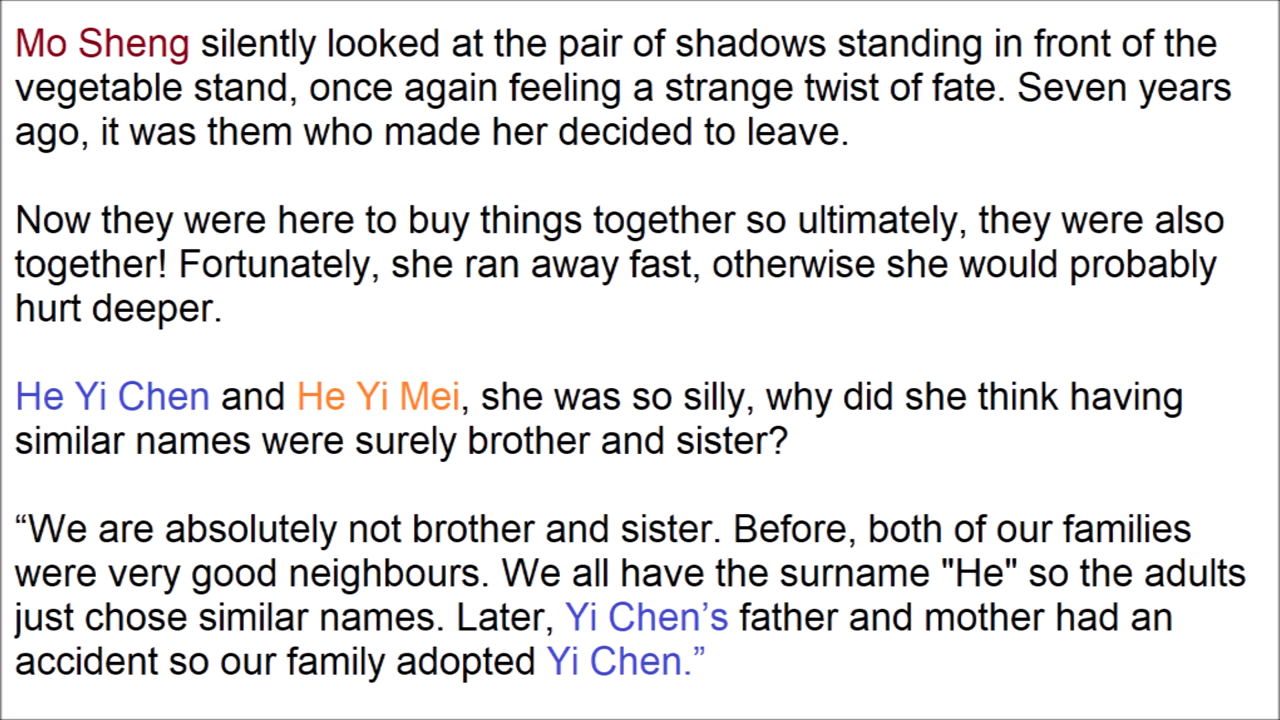 Mo Sheng silently looked at the pair of shadows standing in front of the
vegetable stand, once again feeling a strange twist of fate. Seven years
ago, it was them who made her decided to leave.
Now they were here to buy things together so ultimately, they were also
together! Fortunately, she ran away fast, otherwise she would probably
hurt deeper.
He Yi Chen and He Yi Mei, she was so silly, why did she think having
similar names were surely brother and sister?
“We are absolutely not brother and sister. Before, both of our families
were very good neighbours. We all have the surname "He" so the adults
just chose similar names. Later, Yi Chen’s father and mother had an
accident so our family adopted Yi Chen.”